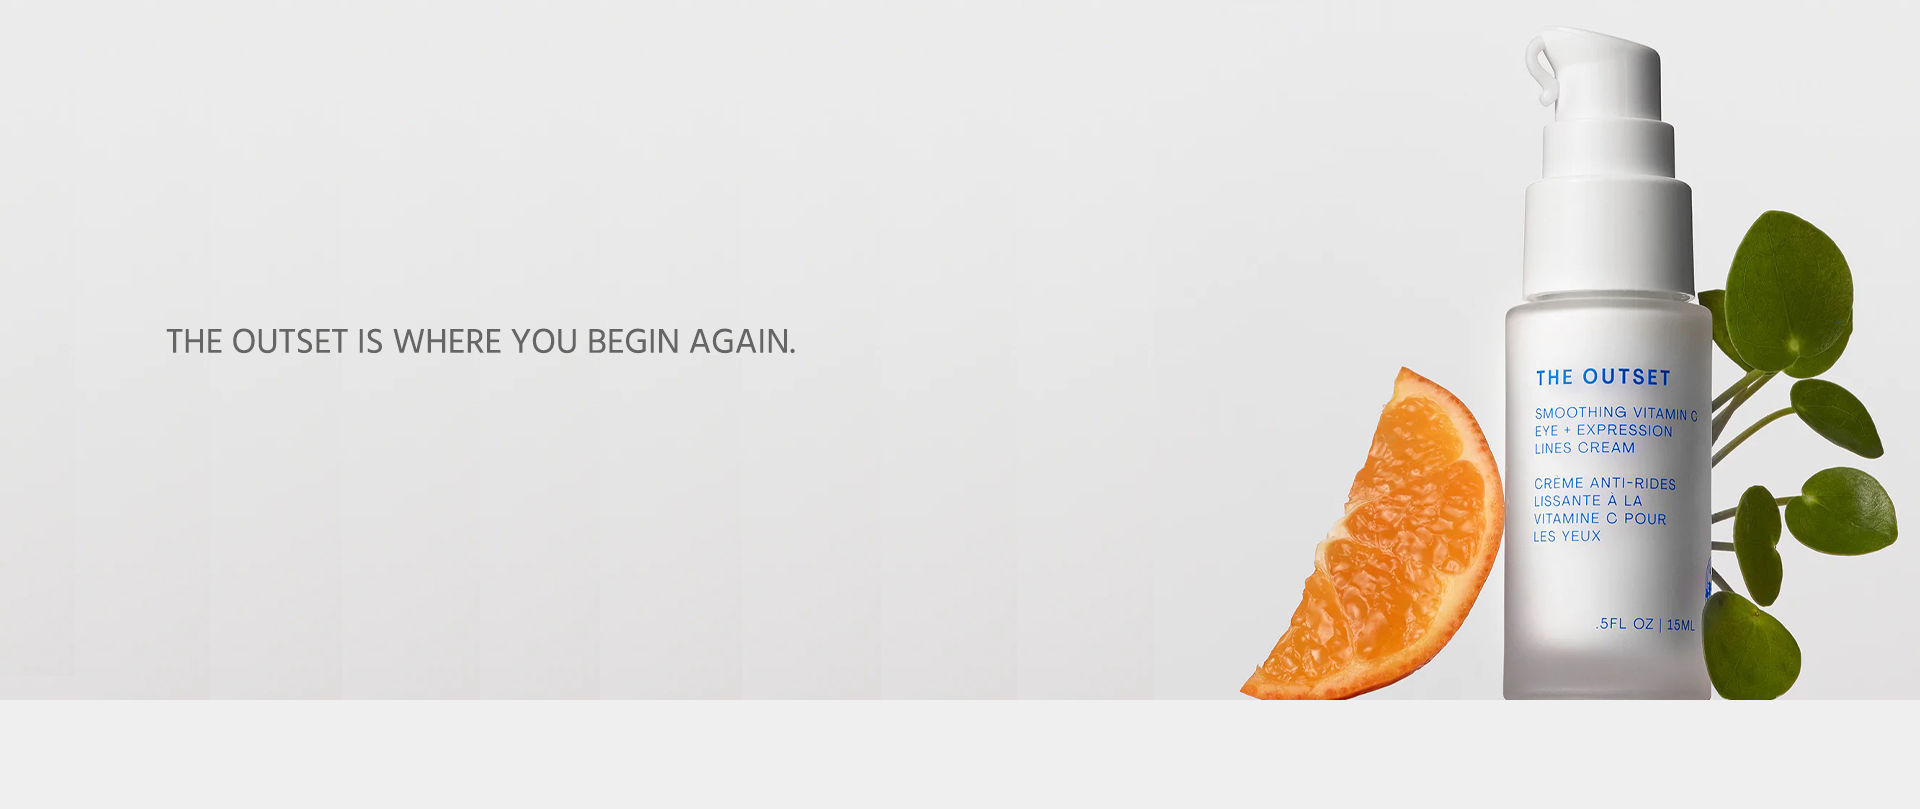 THE OUTSET IS WHERE YOU BEGIN AGAIN.
THE OUTSET
SMOOTHING VITAMIN C
EYE + EXPRESSION
LINES CREAM
CRÈME ANTI-RIDES
LISSANTE À LA
VITAMINE C POUR
LES YEUX
.5FL OZ | 15ML